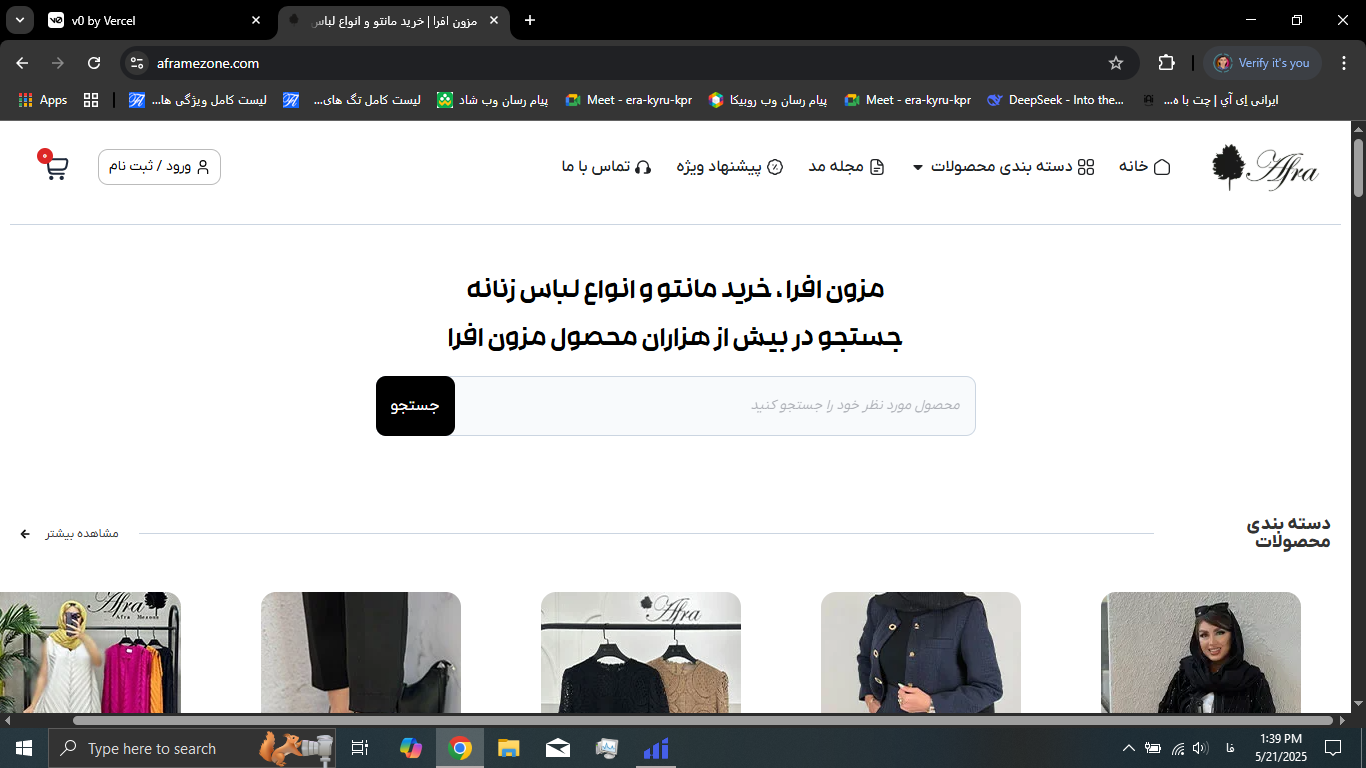 v0 by Vercel
مزون افرا | خرید مانتو و انواع لباس
aframezone.com
Verify it's you
Apps
لیست کامل ویژگی ها...
لیست کامل تگ های...
پیام رسان وب شاد
Meet - era-kyru-kpr
پیام رسان وب روبیکا
Meet - era-kyru-kpr
DeepSeek - Into the...
ایرانی اِی آی | چت با ه...
Afra
خانه
دسته بندی محصولات
مجله مد
پیشنهاد ویژه
تماس با ما
ورود / ثبت نام
0
مزون افرا ، خرید مانتو و انواع لباس زنانه
جستجو در بیش از هزاران محصول مزون افرا
محصول مورد نظر خود را جستجو کنید
جستجو
دسته بندی
محصولات
مشاهده بیشتر
Afra
Afra Mezoon
Afra
Type here to search
فا
1:39 PM
5/21/2025